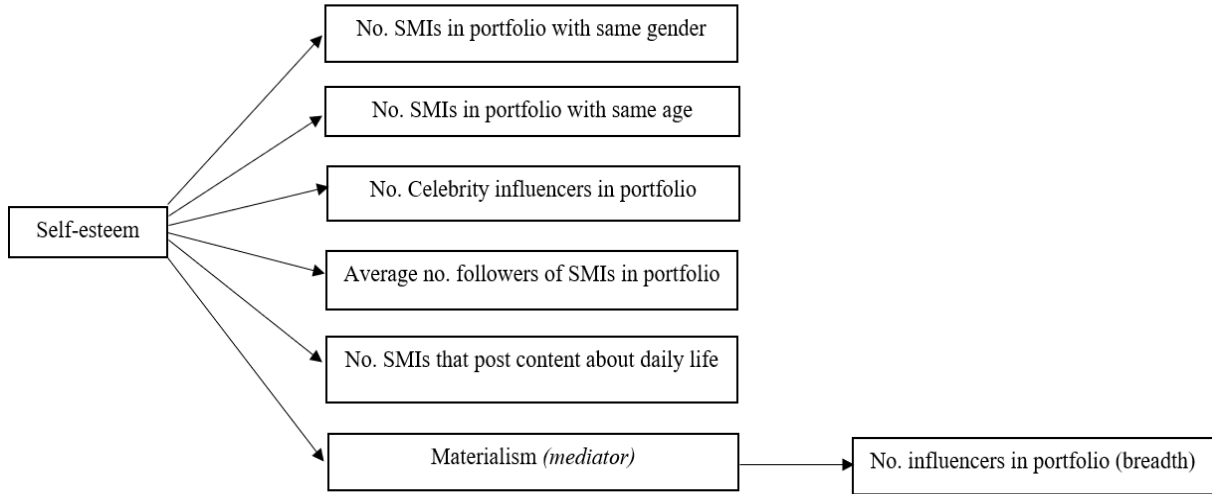 No. SMIs in portfolio with same gender
No. SMIs in portfolio with same age
No. Celebrity influencers in portfolio
Self-esteem
Average no. followers of SMIs in portfolio
No. SMIs that post content about daily life
Materialism (mediator)
No. influencers in portfolio (breadth)